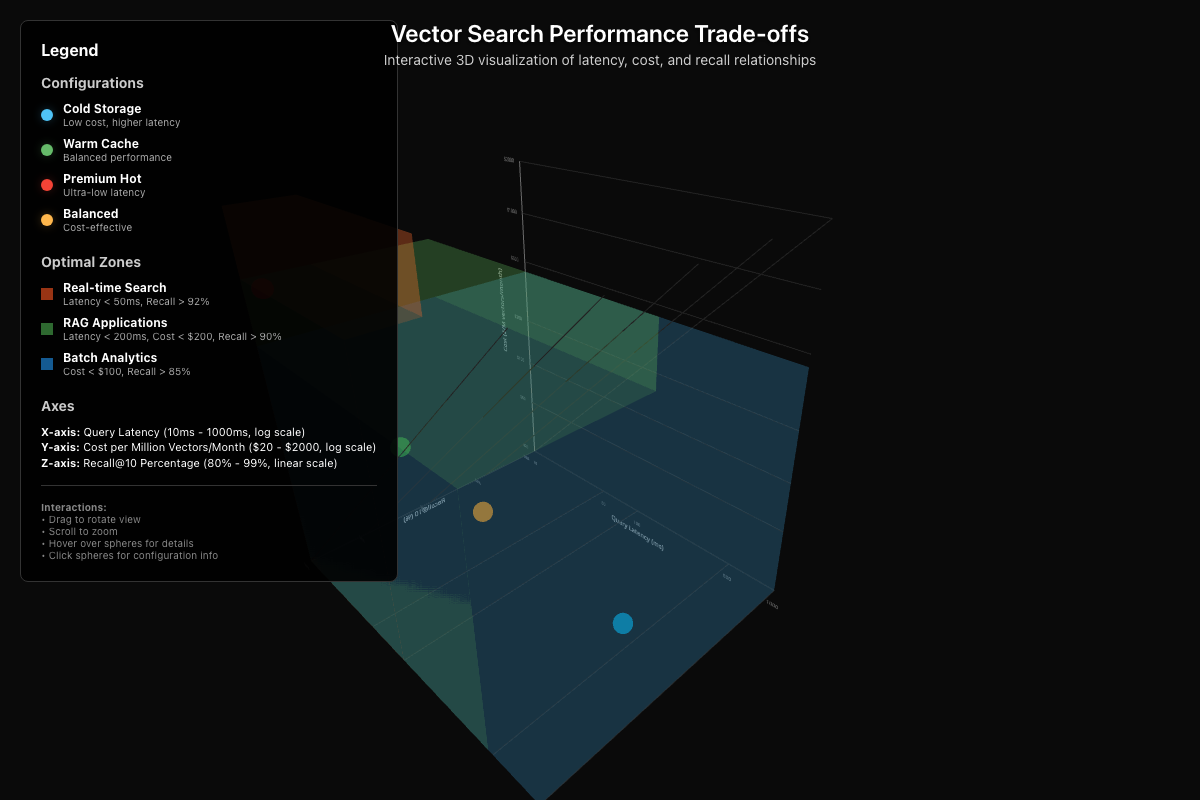 Vector Search Performance Trade-offs
Interactive 3D visualization of latency, cost, and recall relationships
Legend
Configurations
Cold Storage
Low cost, higher latency
Warm Cache
Balanced performance
Premium Hot
Ultra-low latency
Balanced
Cost-effective
Optimal Zones
Real-time Search
Latency < 50ms, Recall > 92%
RAG Applications
Latency < 200ms, Cost < $200, Recall > 90%
Batch Analytics
Cost < $100, Recall > 85%
Axes
X-axis: Query Latency (10ms - 1000ms, log scale)
Y-axis: Cost per Million Vectors/Month ($20 - $2000, log scale)
Z-axis: Recall@10 Percentage (80% - 99%, linear scale)
Interactions:
• Drag to rotate view
• Scroll to zoom
• Hover over spheres for details
• Click spheres for configuration info
Query Latency (ms)